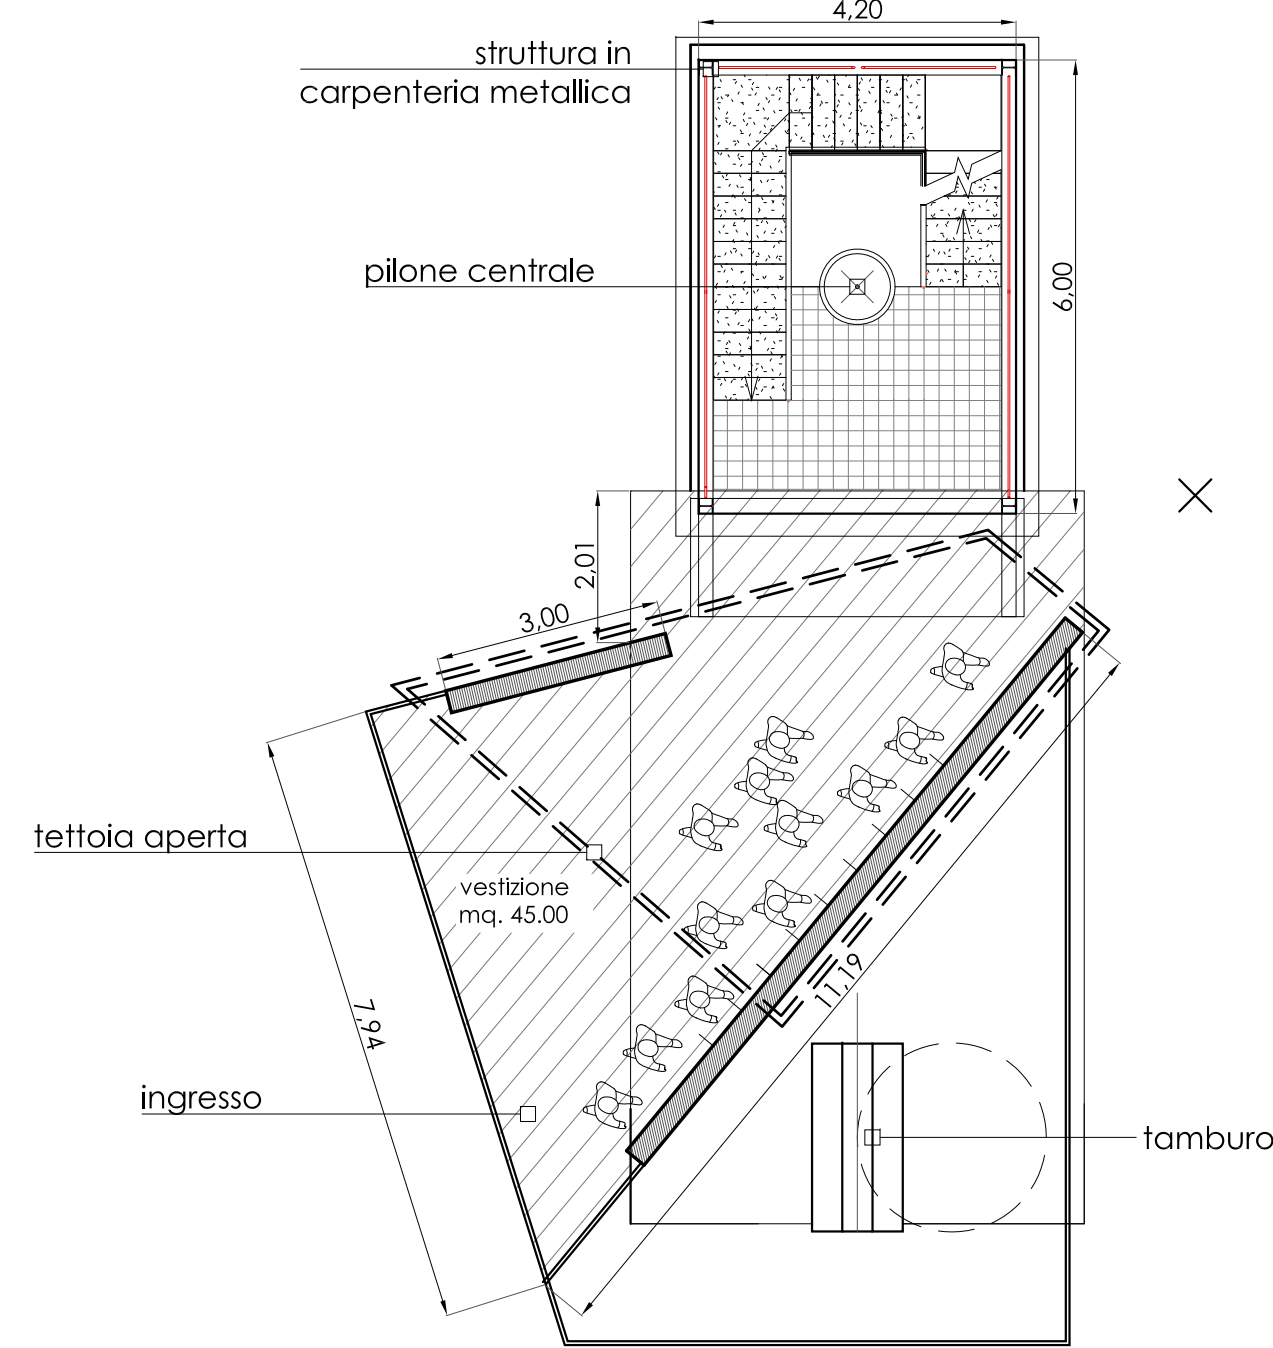 4,20
struttura in
carpenteria metallica
pilone centrale
6,00
2,01
3,00
tettoia aperta
vestizione
mq. 45.00
11,19
7,94
ingresso
tamburo